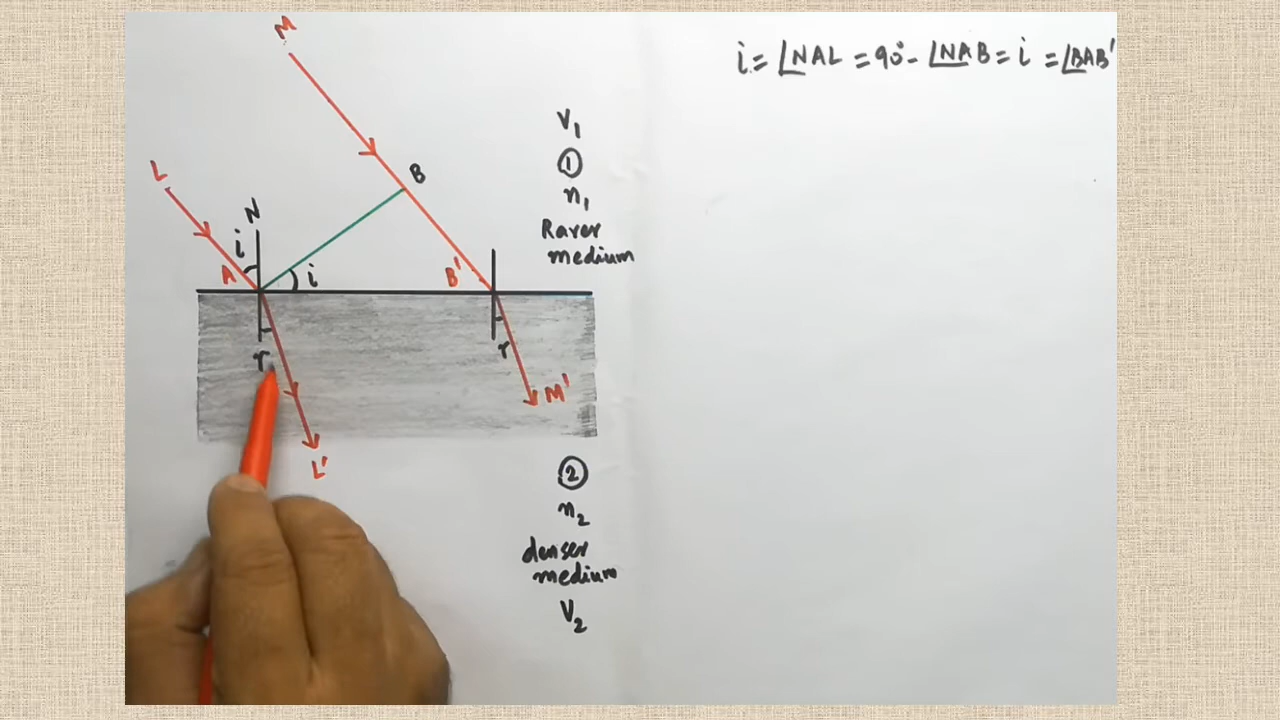 M
i = ∠NAL = 90° - ∠NAB = i = ∠BAB'
V1
1
n1
Rarer
medium
L
B
N
i
A
i
B'
r
r
M'
L'
2
n2
denser
medium
V2